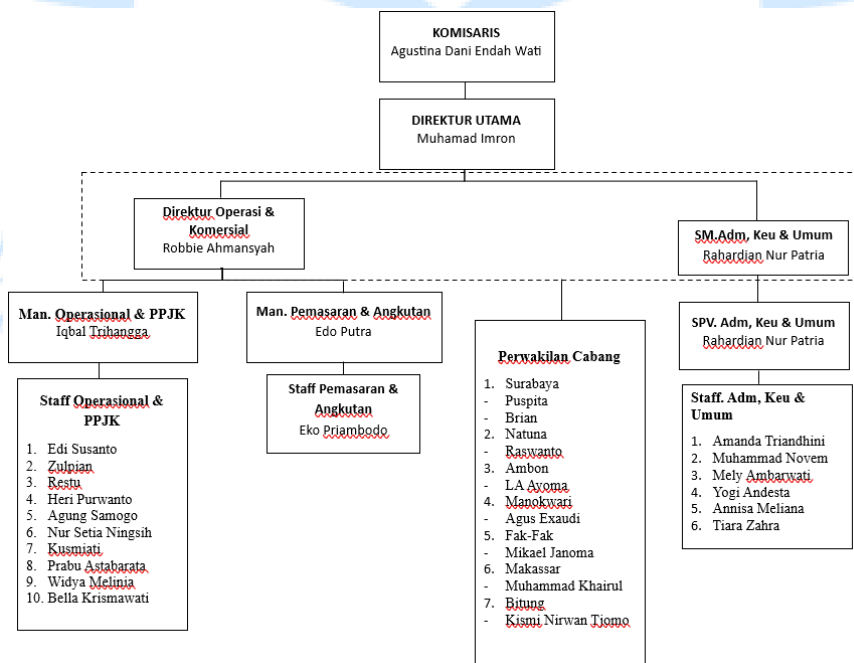 KOMISARIS
Agustina Dani Endah Wati
DIREKTUR UTAMA
Muhamad Imron
Direktur Operasi &
Komersial
Robbie Ahmansyah
SM.Adm, Keu & Umum
Rahardian Nur Patria
Man. Operasional & PPJK
Iqbal Trihangga
Man. Pemasaran & Angkutan
Edo Putra
SPV. Adm, Keu & Umum
Rahardian Nur Patria
Staff Operasional &
PPJK
1. Edi Susanto
2. Zulpian
3. Restu
4. Heri Purwanto
5. Agung Samogo
6. Nur Setia Ningsih
7. Kusmiati
8. Prabu Astabarata
9. Widya Melinia
10. Bella Krismawati
Staff Pemasaran &
Angkutan
Eko Priambodo
Perwakilan Cabang
1. Surabaya
- Puspita
- Brian
2. Natuna
- Raswanto
3. Ambon
- LA Ayoma
4. Manokwari
- Agus Exaudi
5. Fak-Fak
- Mikael Janoma
6. Makassar
- Muhammad Khairul
7. Bitung
- Kismi Nirwan Tjomo
Staff. Adm, Keu &
Umum
1. Amanda Triandhini
2. Muhammad Novem
3. Mely Ambarwati
4. Yogi Andesta
5. Annisa Meliana
6. Tiara Zahra